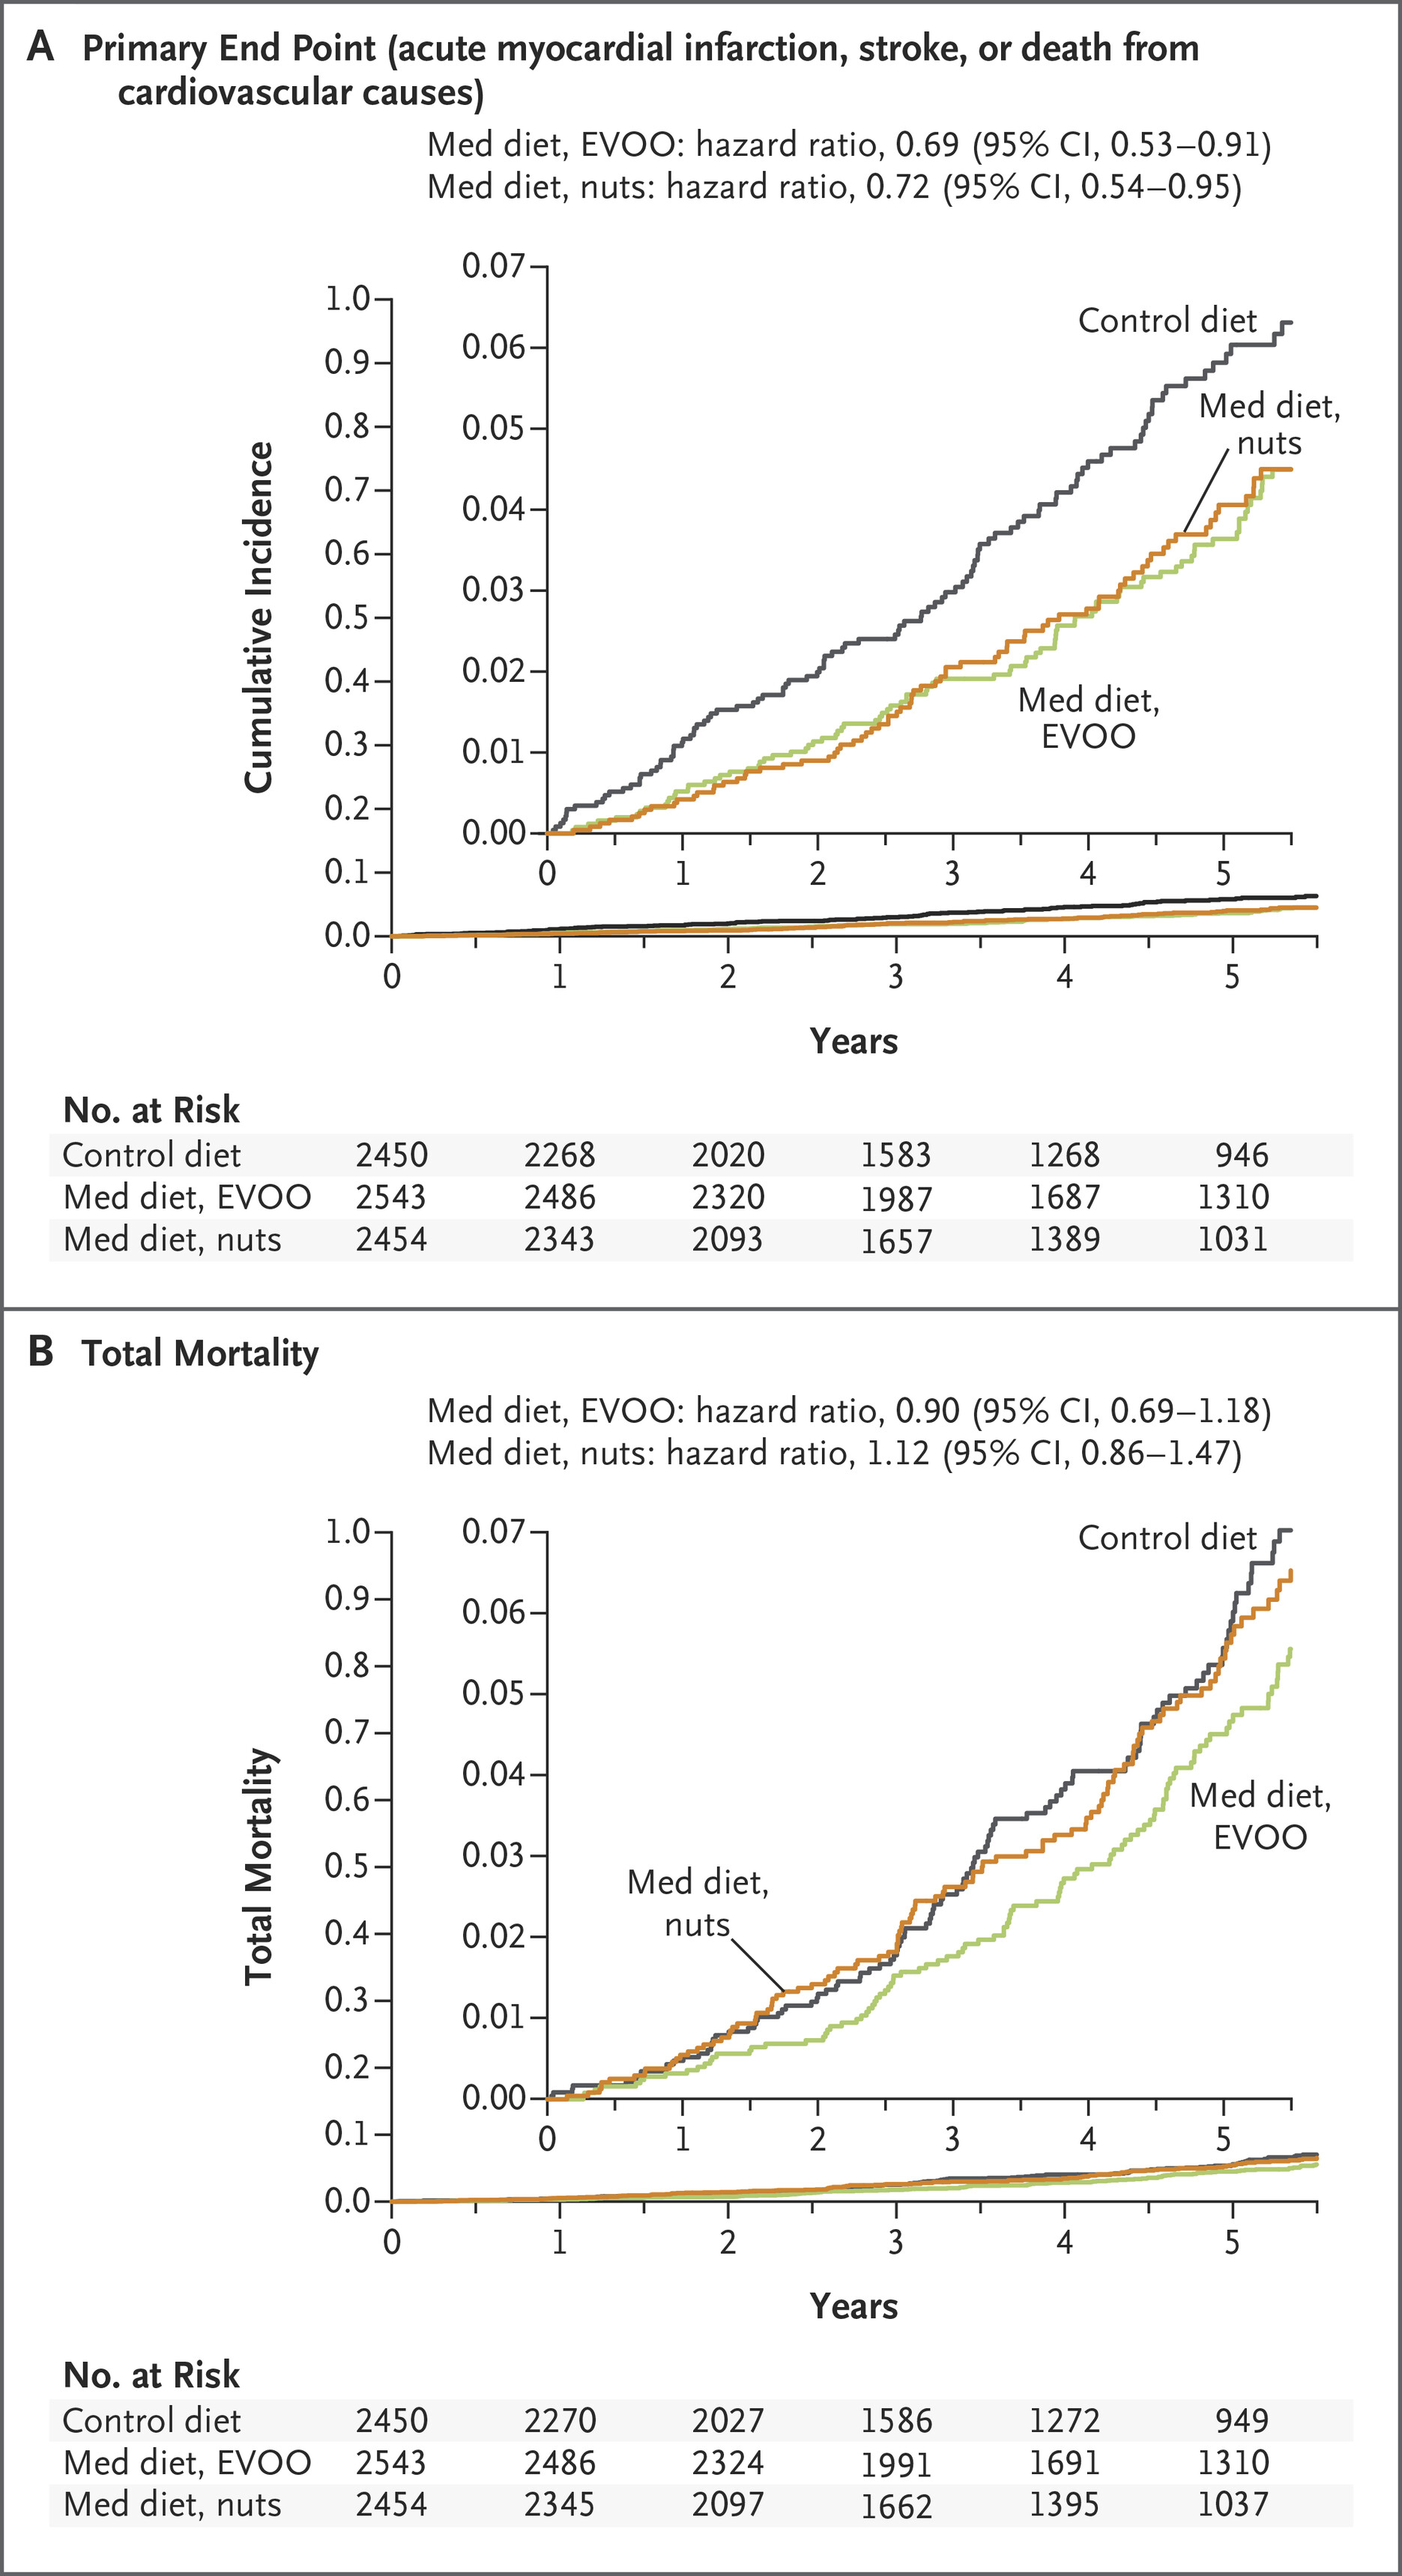 A Primary End Point (acute myocardial infarction, stroke, or death from
cardiovascular causes)
Med diet, EVOO: hazard ratio, 0.69 (95% CI, 0.53–0.91)
Med diet, nuts: hazard ratio, 0.72 (95% CI, 0.54–0.95)
Cumulative Incidence
1.0
0.9
0.8
0.7
0.6
0.5
0.4
0.3
0.2
0.1
0.0
0.07
0.06
0.05
0.04
0.03
0.02
0.01
0.00
Control diet
Med diet,
nuts
Med diet,
EVOO
0 1 2 3 4 5
0 1 2 3 4 5
Years
No. at Risk
Control diet 2450 2268 2020 1583 1268 946
Med diet, EVOO 2543 2486 2320 1987 1687 1310
Med diet, nuts 2454 2343 2093 1657 1389 1031
B Total Mortality
Med diet, EVOO: hazard ratio, 0.90 (95% CI, 0.69–1.18)
Med diet, nuts: hazard ratio, 1.12 (95% CI, 0.86–1.47)
Total Mortality
1.0
0.9
0.8
0.7
0.6
0.5
0.4
0.3
0.2
0.1
0.0
0.07
0.06
0.05
0.04
0.03
0.02
0.01
0.00
Control diet
Med diet,
EVOO
Med diet,
nuts
0 1 2 3 4 5
0 1 2 3 4 5
Years
No. at Risk
Control diet 2450 2270 2027 1586 1272 949
Med diet, EVOO 2543 2486 2324 1991 1691 1310
Med diet, nuts 2454 2345 2097 1662 1395 1037